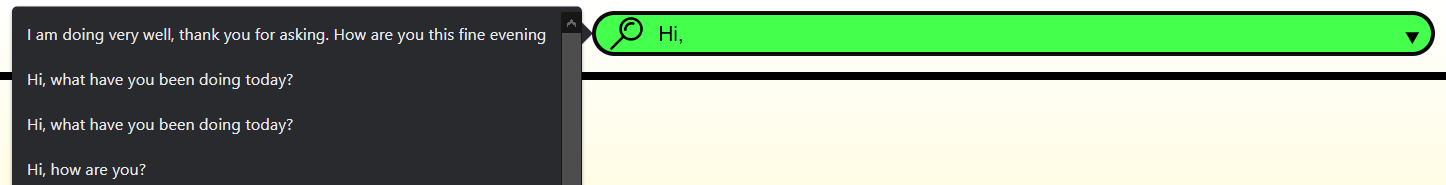 I am doing very well, thank you for asking. How are you this fine evening
Hi, what have you been doing today?
Hi, what have you been doing today?
Hi, how are you?
Hi,